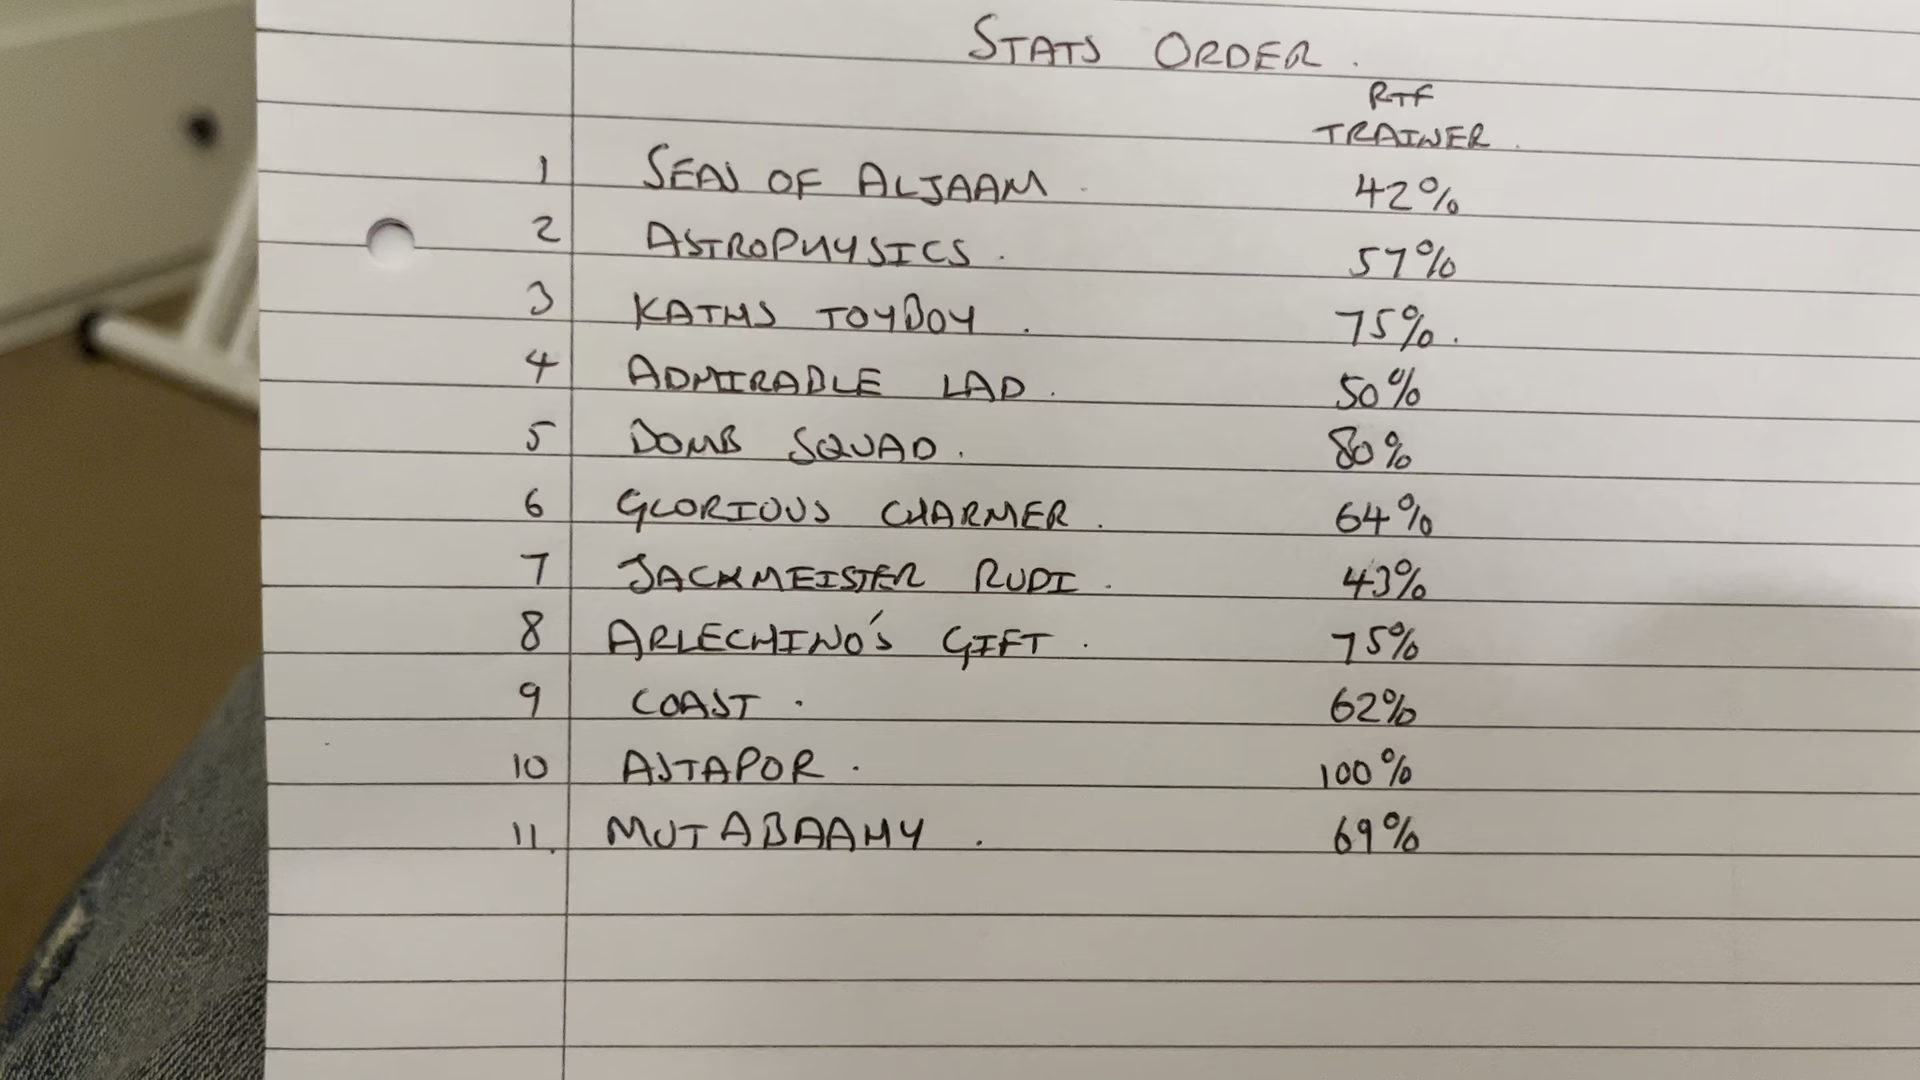 STATS ORDER.
RTF
TRAINER.
1 SEAS OF ALJAAM. 42%
2 ASTROPHYSICS. 57%
3 KATHS TOYBOY. 75%.
4 ADMIRABLE LAD. 50%
5 BOMB SQUAD. 80%
6 GLORIOUS CHARMER. 64%
7 JACKMEISTER RUDI. 43%
8 ARLECHINO'S GIFT. 75%
9 COAST. 62%
10 ASTAPOR. 100%
11. MUTABAAHY. 69%